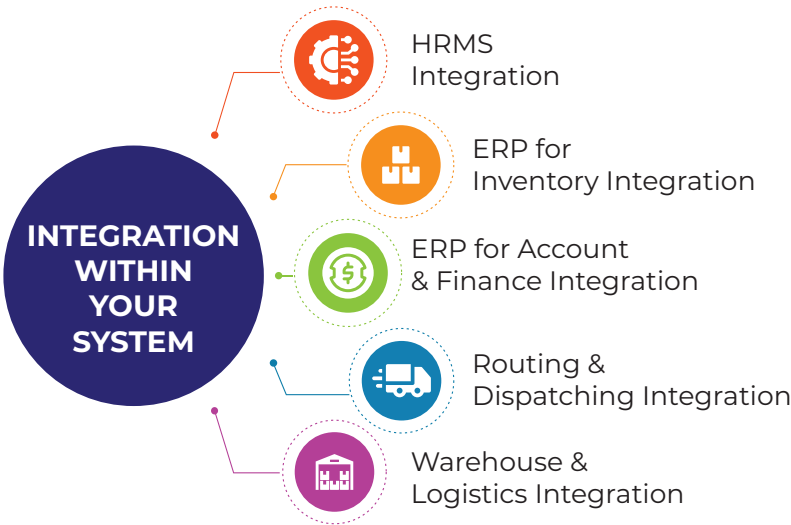 INTEGRATION
WITHIN
YOUR
SYSTEM
HRMS
Integration
ERP for
Inventory Integration
ERP for Account
& Finance Integration
Routing &
Dispatching Integration
Warehouse &
Logistics Integration